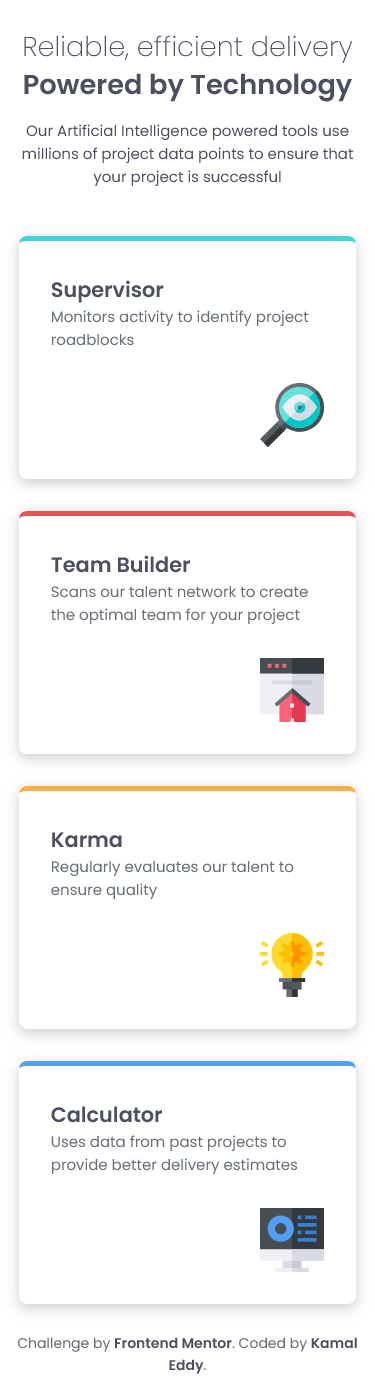 Reliable, efficient delivery
Powered by Technology
Our Artificial Intelligence powered tools use
millions of project data points to ensure that
your project is successful
Supervisor
Monitors activity to identify project
roadblocks
Team Builder
Scans our talent network to create
the optimal team for your project
Karma
Regularly evaluates our talent to
ensure quality
Calculator
Uses data from past projects to
provide better delivery estimates
Challenge by Frontend Mentor. Coded by Kamal
Eddy.